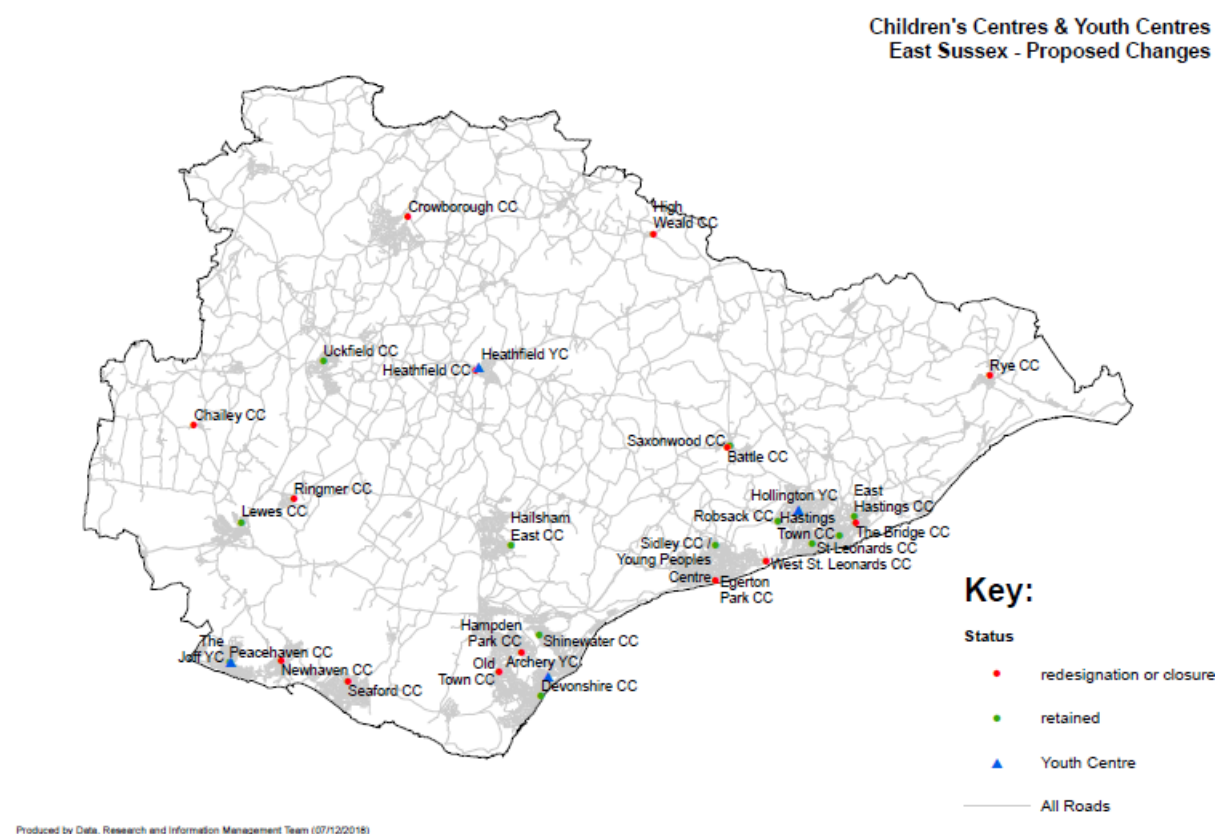 Children's Centres & Youth Centres
East Sussex - Proposed Changes
Crowborough CC
High
Weald CC
Uckfield CC
Heathfield YC
Heathfield CC
Rye CC
Chailey CC
Saxonwood CC
Battle CC
Ringmer CC
Lewes CC
Hailsham
East CC
Hollington YC
East
Hastings CC
Robsack CC
Hastings
Town CC
The Bridge CC
St Leonards CC
West St. Leonards CC
Sidley CC /
Young Peoples
Centre
Egerton
Park CC
Hampden
Park CC
Shinewater CC
Archery YC
Old
Town CC
Devonshire CC
The
Joff YC
Peacehaven CC
Newhaven CC
Seaford CC
Key:
Status
redesignation or closure
retained
Youth Centre
All Roads
Produced by Data, Research and Information Management Team (07/12/2018)